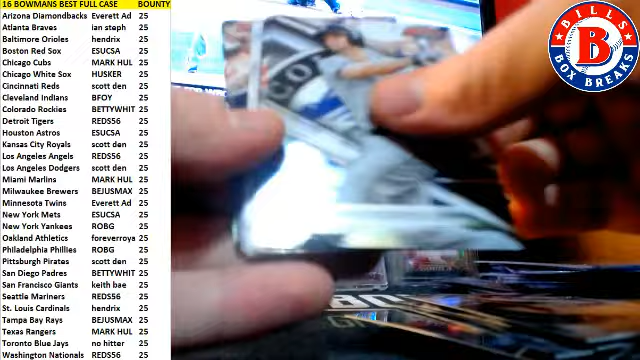 16 BOWMANS BEST FULL CASE BOUNTY
Arizona Diamondbacks Everett Ad 25
Atlanta Braves ian steph 25
Baltimore Orioles hendrix 25
Boston Red Sox ESUCSA 25
Chicago Cubs MARK HUL 25
Chicago White Sox HUSKER 25
Cincinnati Reds scott den 25
Cleveland Indians BFOY 25
Colorado Rockies BETTYWHIT 25
Detroit Tigers REDS56 25
Houston Astros ESUCSA 25
Kansas City Royals scott den 25
Los Angeles Angels REDS56 25
Los Angeles Dodgers scott den 25
Miami Marlins MARK HUL 25
Milwaukee Brewers BEJUSMAX 25
Minnesota Twins Everett Ad 25
New York Mets ESUCSA 25
New York Yankees ROBG 25
Oakland Athletics foreverroya 25
Philadelphia Phillies ROBG 25
Pittsburgh Pirates scott den 25
San Diego Padres BETTYWHIT 25
San Francisco Giants keith bae 25
Seattle Mariners REDS56 25
St. Louis Cardinals hendrix 25
Tampa Bay Rays BEJUSMAX 25
Texas Rangers MARK HUL 25
Toronto Blue Jays no hitter 25
Washington Nationals REDS56 25
BILLS
B
BOX BREAKS